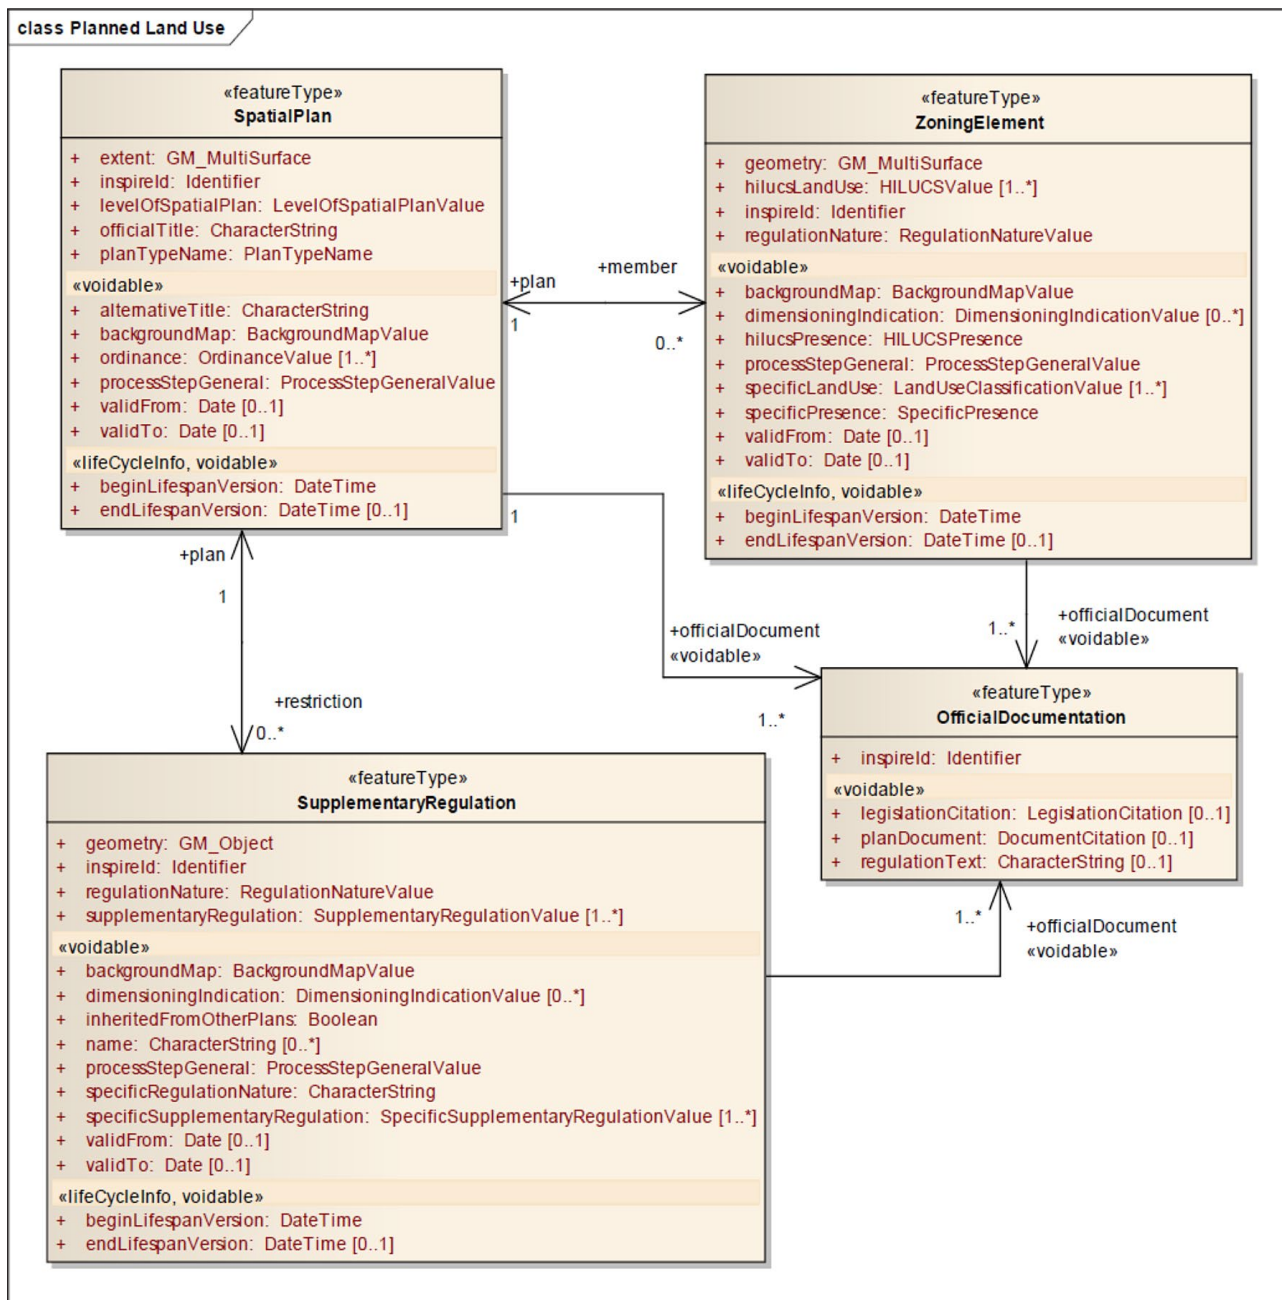 class Planned Land Use
«featureType»
SpatialPlan
+ extent: GM_MultiSurface
+ inspireId: Identifier
+ levelOfSpatialPlan: LevelOfSpatialPlanValue
+ officialTitle: CharacterString
+ planTypeName: PlanTypeName
«voidable»
+ alternativeTitle: CharacterString
+ backgroundMap: BackgroundMapValue
+ ordinance: OrdinanceValue [1..*]
+ processStepGeneral: ProcessStepGeneralValue
+ validFrom: Date [0..1]
+ validTo: Date [0..1]
«lifeCycleInfo, voidable»
+ beginLifespanVersion: DateTime
+ endLifespanVersion: DateTime [0..1]
+plan
1
+member
0..*
«featureType»
ZoningElement
+ geometry: GM_MultiSurface
+ hilucsLandUse: HILUCSValue [1..*]
+ inspireId: Identifier
+ regulationNature: RegulationNatureValue
«voidable»
+ backgroundMap: BackgroundMapValue
+ dimensioningIndication: DimensioningIndicationValue [0..*]
+ hilucsPresence: HILUCSPresence
+ processStepGeneral: ProcessStepGeneralValue
+ specificLandUse: LandUseClassificationValue [1..*]
+ specificPresence: SpecificPresence
+ validFrom: Date [0..1]
+ validTo: Date [0..1]
«lifeCycleInfo, voidable»
+ beginLifespanVersion: DateTime
+ endLifespanVersion: DateTime [0..1]
1
+plan
1
+officialDocument
«voidable»
1..*
1..*
+officialDocument
«voidable»
+restriction
0..*
«featureType»
OfficialDocumentation
+ inspireId: Identifier
«voidable»
+ legislationCitation: LegislationCitation [0..1]
+ planDocument: DocumentCitation [0..1]
+ regulationText: CharacterString [0..1]
«featureType»
SupplementaryRegulation
+ geometry: GM_Object
+ inspireId: Identifier
+ regulationNature: RegulationNatureValue
+ supplementaryRegulation: SupplementaryRegulationValue [1..*]
«voidable»
+ backgroundMap: BackgroundMapValue
+ dimensioningIndication: DimensioningIndicationValue [0..*]
+ inheritedFromOtherPlans: Boolean
+ name: CharacterString [0..*]
+ processStepGeneral: ProcessStepGeneralValue
+ specificRegulationNature: CharacterString
+ specificSupplementaryRegulation: SpecificSupplementaryRegulationValue [1..*]
+ validFrom: Date [0..1]
+ validTo: Date [0..1]
«lifeCycleInfo, voidable»
+ beginLifespanVersion: DateTime
+ endLifespanVersion: DateTime [0..1]
1..*
+officialDocument
«voidable»